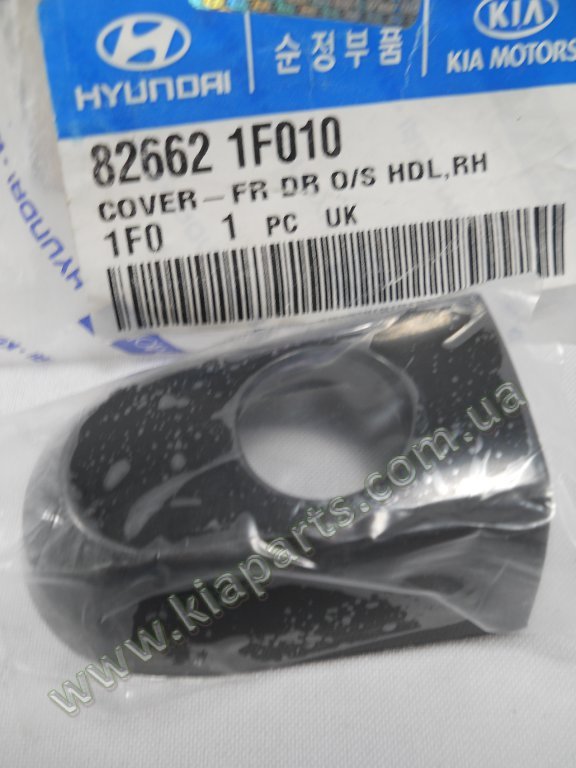 HYUNDAI
순정부품
KIA
KIA MOTORS
82662 1F010
COVER-FR DR O/S HDL,RH
1F0 1 PC UK
HYUNDAI
www.kiaparts.com.ua